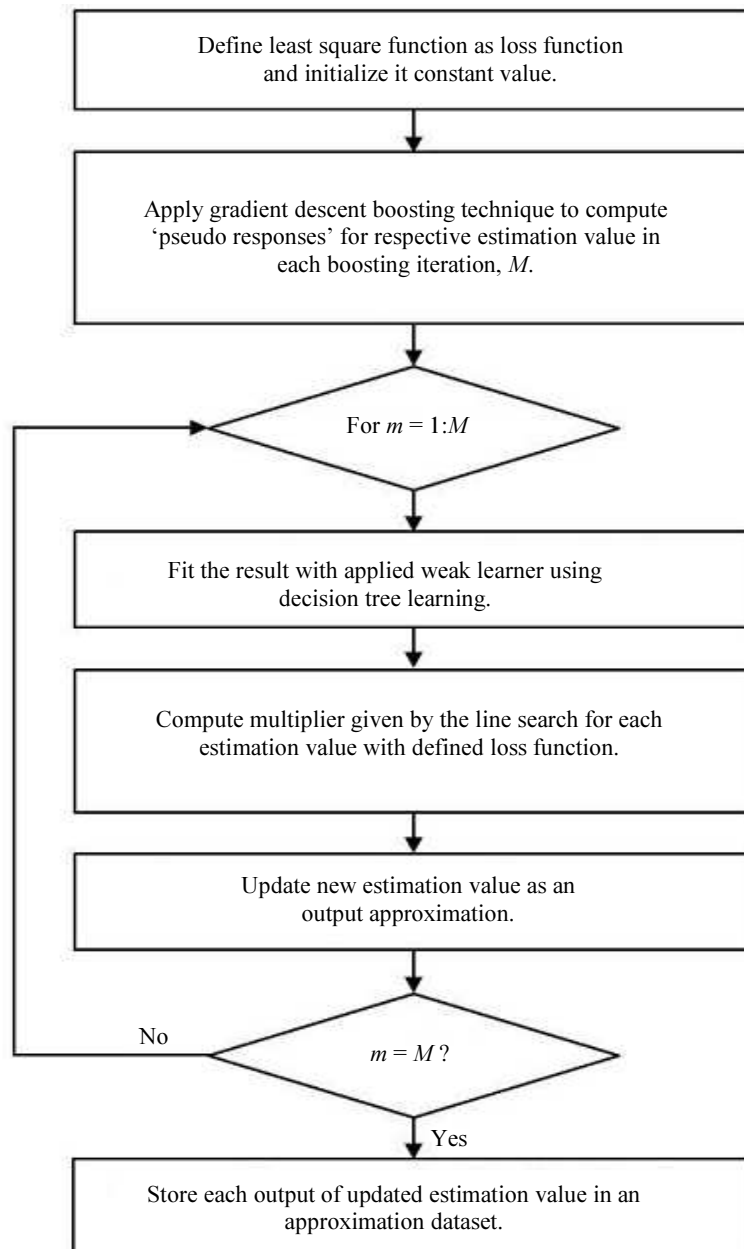 Define least square function as loss function
and initialize it constant value.
Apply gradient descent boosting technique to compute
‘pseudo responses’ for respective estimation value in
each boosting iteration, M.
For m = 1:M
Fit the result with applied weak learner using
decision tree learning.
Compute multiplier given by the line search for each
estimation value with defined loss function.
Update new estimation value as an
output approximation.
No
m = M ?
Yes
Store each output of updated estimation value in an
approximation dataset.